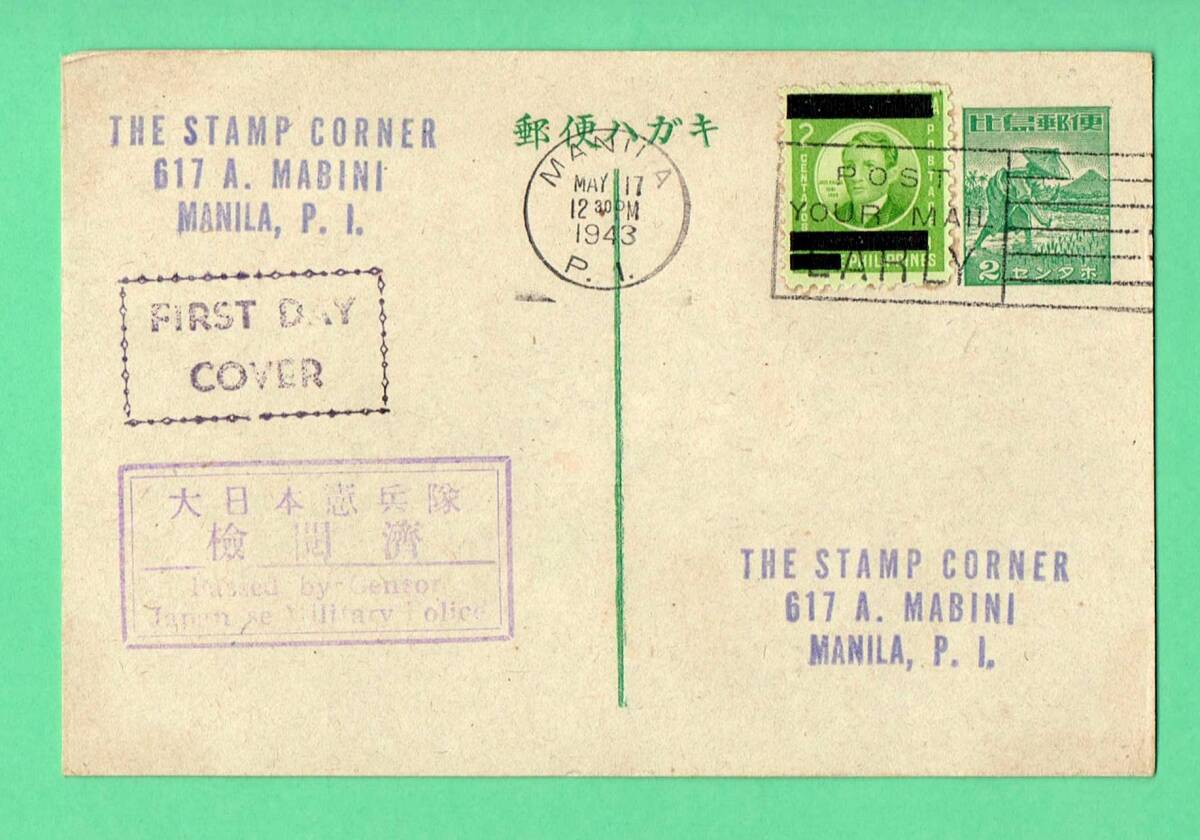 THE STAMP CORNER
617 A. MABINI
MANILA, P. I.
郵便ハガキ
MANILA
MAY 17
12 30 PM
1943
P. I.
2
CENTAVOS
POSTAL
PHILIPPINES
POST
YOUR MAIL
EARLY
比島郵便
2 センタボ
FIRST DAY
COVER
大日本憲兵隊
檢閲濟
Passed by Censor
Japanese Military Police
THE STAMP CORNER
617 A. MABINI
MANILA, P. I.